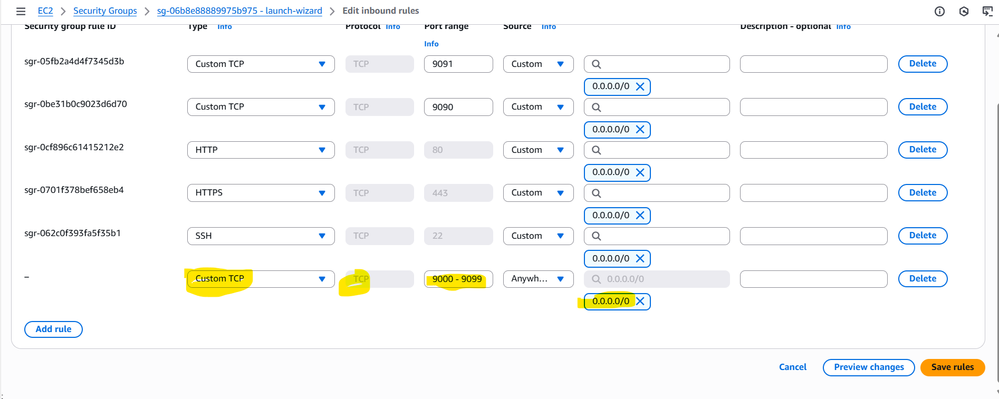 EC2 > Security Groups > sg-06b8e88889975b975 - launch-wizard > Edit inbound rules
Security group rule ID Type Info Protocol Info Port range Info Source Info Description - optional Info
sgr-05fb2a4d4f7345d3b Custom TCP TCP 9091 Custom Delete
0.0.0.0/0
sgr-0be31b0c9023d6d70 Custom TCP TCP 9090 Custom Delete
0.0.0.0/0
sgr-0cf896c61415212e2 HTTP TCP 80 Custom Delete
0.0.0.0/0
sgr-0701f378bef658eb4 HTTPS TCP 443 Custom Delete
0.0.0.0/0
sgr-062c0f393fa5f35b1 SSH TCP 22 Custom Delete
0.0.0.0/0
– Custom TCP TCP 9000 - 9099 Anywh... 0.0.0.0/0 Delete
0.0.0.0/0
Add rule
Cancel Preview changes Save rules